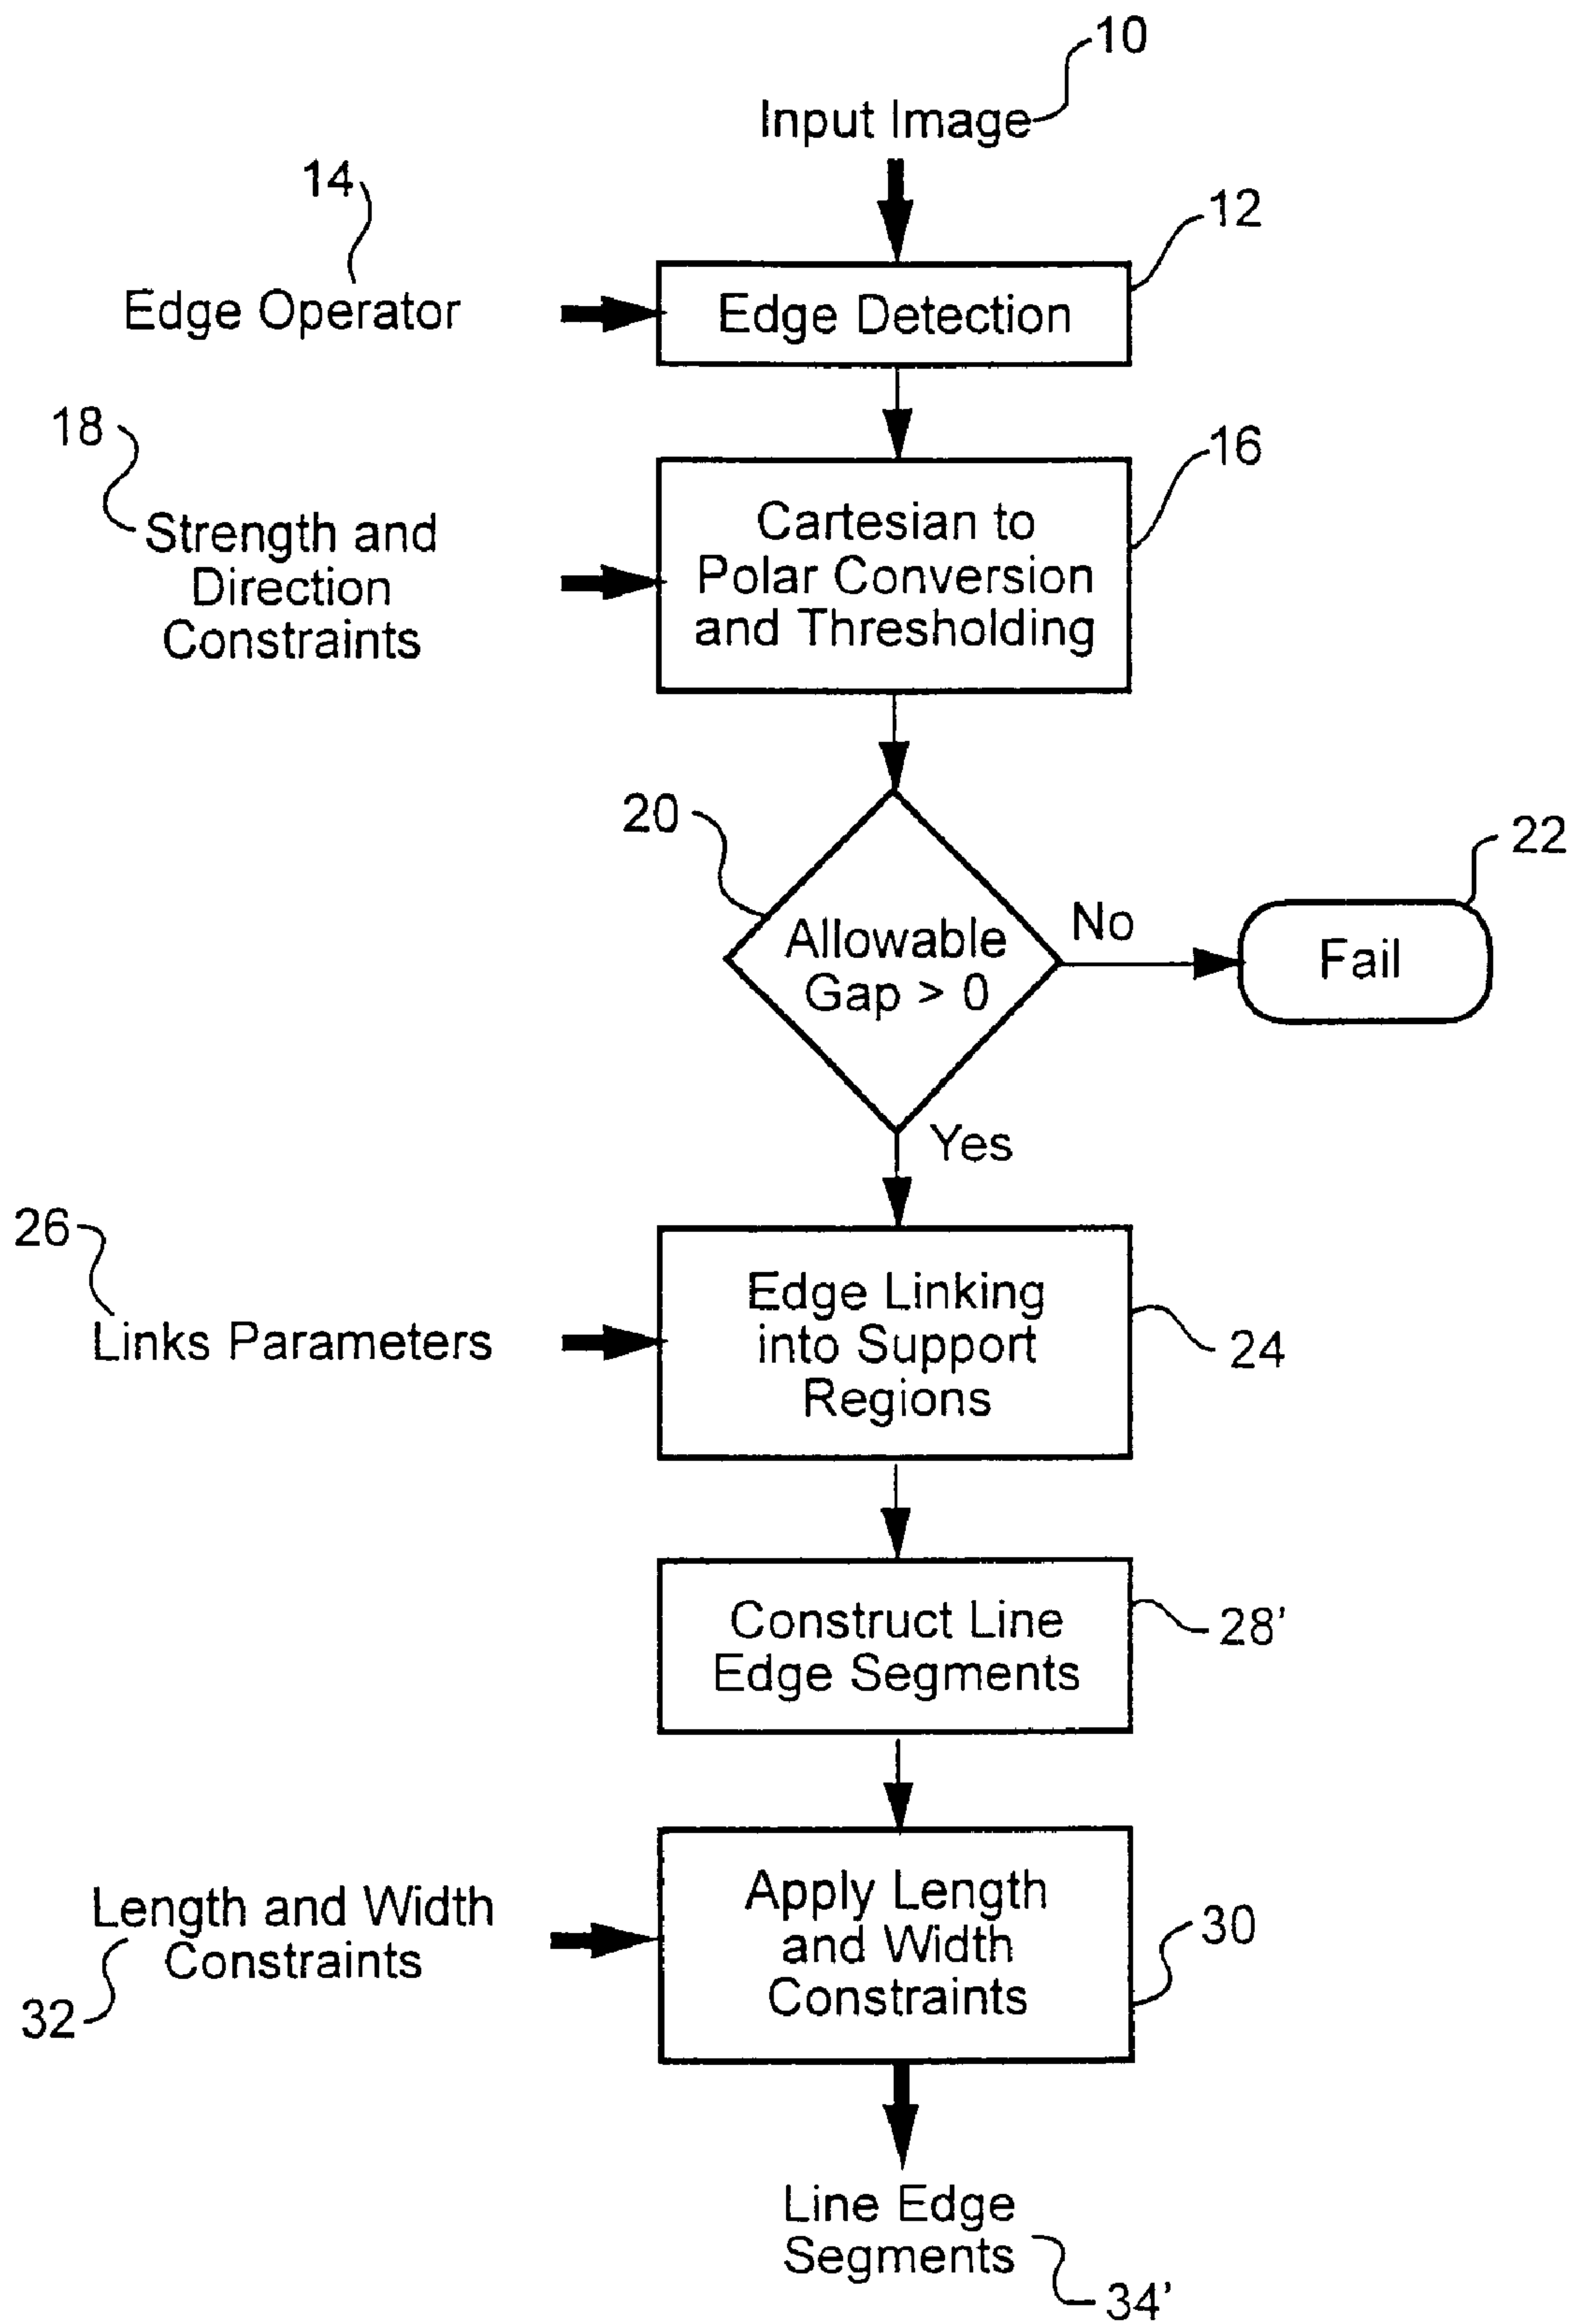 10
Input Image
14
12
Edge Operator
Edge Detection
18
16
Strength and
Direction
Constraints
Cartesian to
Polar Conversion
and Thresholding
20
22
Allowable
Gap > 0
No
Fail
Yes
26
Links Parameters
Edge Linking
into Support
Regions
24
Construct Line
Edge Segments
28’
Length and Width
Constraints
32
Apply Length
and Width
Constraints
30
Line Edge
Segments
34’